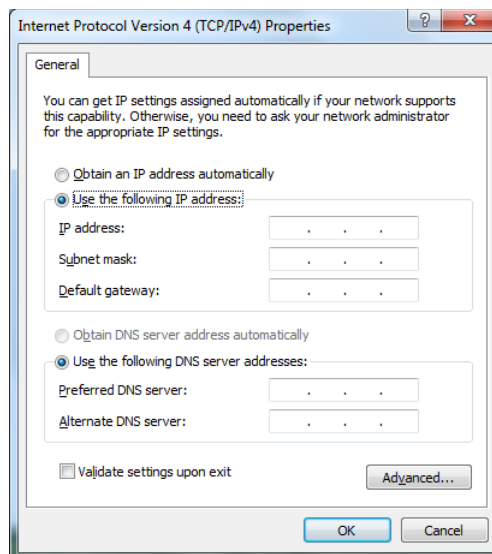 Internet Protocol Version 4 (TCP/IPv4) Properties
?
X
General
You can get IP settings assigned automatically if your network supports
this capability. Otherwise, you need to ask your network administrator
for the appropriate IP settings.
Obtain an IP address automatically
Use the following IP address:
IP address: . . .
Subnet mask: . . .
Default gateway: . . .
Obtain DNS server address automatically
Use the following DNS server addresses:
Preferred DNS server: . . .
Alternate DNS server: . . .
Validate settings upon exit
Advanced...
OK Cancel